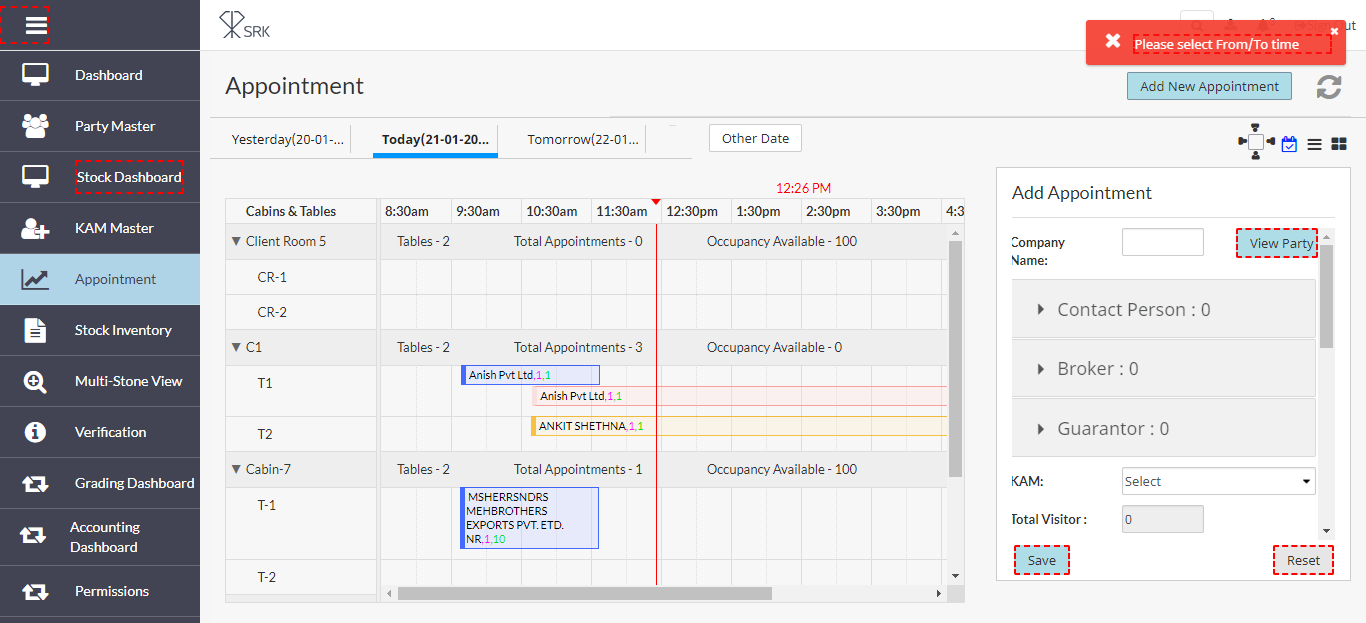 SRK
Please select From/To time
Dashboard
Party Master
Stock Dashboard
KAM Master
Appointment
Stock Inventory
Multi-Stone View
Verification
Grading Dashboard
Accounting
Dashboard
Permissions
Appointment
Add New Appointment
Yesterday(20-01-...
Today(21-01-20...
Tomorrow(22-01...
Other Date
12:26 PM
Cabins & Tables
8:30am 9:30am 10:30am 11:30am 12:30pm 1:30pm 2:30pm 3:30pm 4:3
Client Room 5 Tables - 2 Total Appointments - 0 Occupancy Available - 100
CR-1
CR-2
C1 Tables - 2 Total Appointments - 3 Occupancy Available - 0
T1 Anish Pvt Ltd,1,1
Anish Pvt Ltd,1,1
T2 ANKIT SHETHNA,1,1
Cabin-7 Tables - 2 Total Appointments - 1 Occupancy Available - 100
T-1 MSHERRSNDRS
MEHBROTHERS
EXPORTS PVT. ETD.
NR,1,10
T-2
Add Appointment
Company
Name:
View Party
Contact Person : 0
Broker : 0
Guarantor : 0
KAM: Select
Total Visitor : 0
Save Reset